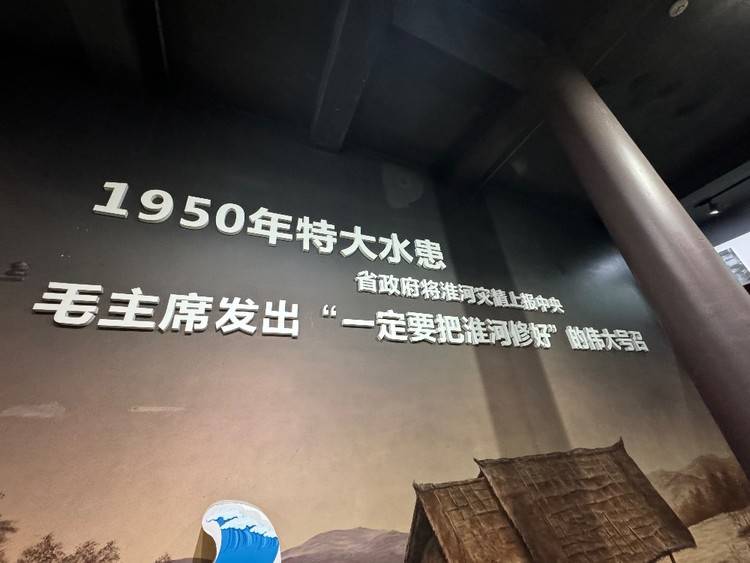 1950年特大水患
省政府将淮河灾情上报中央
毛主席发出“一定要把淮河修好”的伟大号召